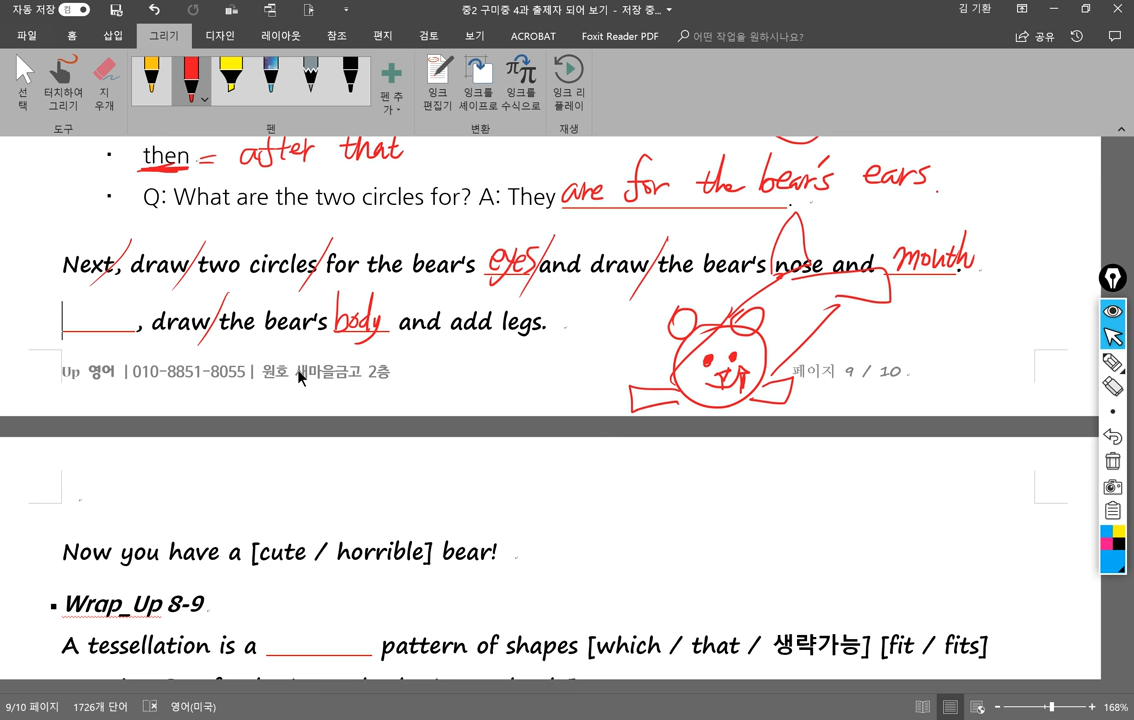 자동 저장 컴 중2 구미중 4과 출제자 되어 보기 - 저장 중... 김 기환
파일 홈 삽입 그리기 디자인 레이아웃 참조 편지 검토 보기 ACROBAT Foxit Reader PDF 어떤 작업을 원하시나요? 공유
선택 터치하여 그리기 지우개 펜 추가 잉크 편집기 잉크를 셰이프로 잉크를 수식으로 잉크 리플레이
도구 펜 변환 재생
· then = after that
· Q: What are the two circles for? A: They are for the bear's ears.
Next, draw two circles for the bear's eyes and draw the bear's nose and mouth.
, draw the bear's body and add legs.
Up 영어 | 010-8851-8055 | 원호 새마을금고 2층 페이지 9 / 10
Now you have a [cute / horrible] bear!
▪ Wrap_Up 8-9
A tessellation is a pattern of shapes [which / that / 생략가능] [fit / fits]
9/10 페이지 1726개 단어 영어(미국) 168%